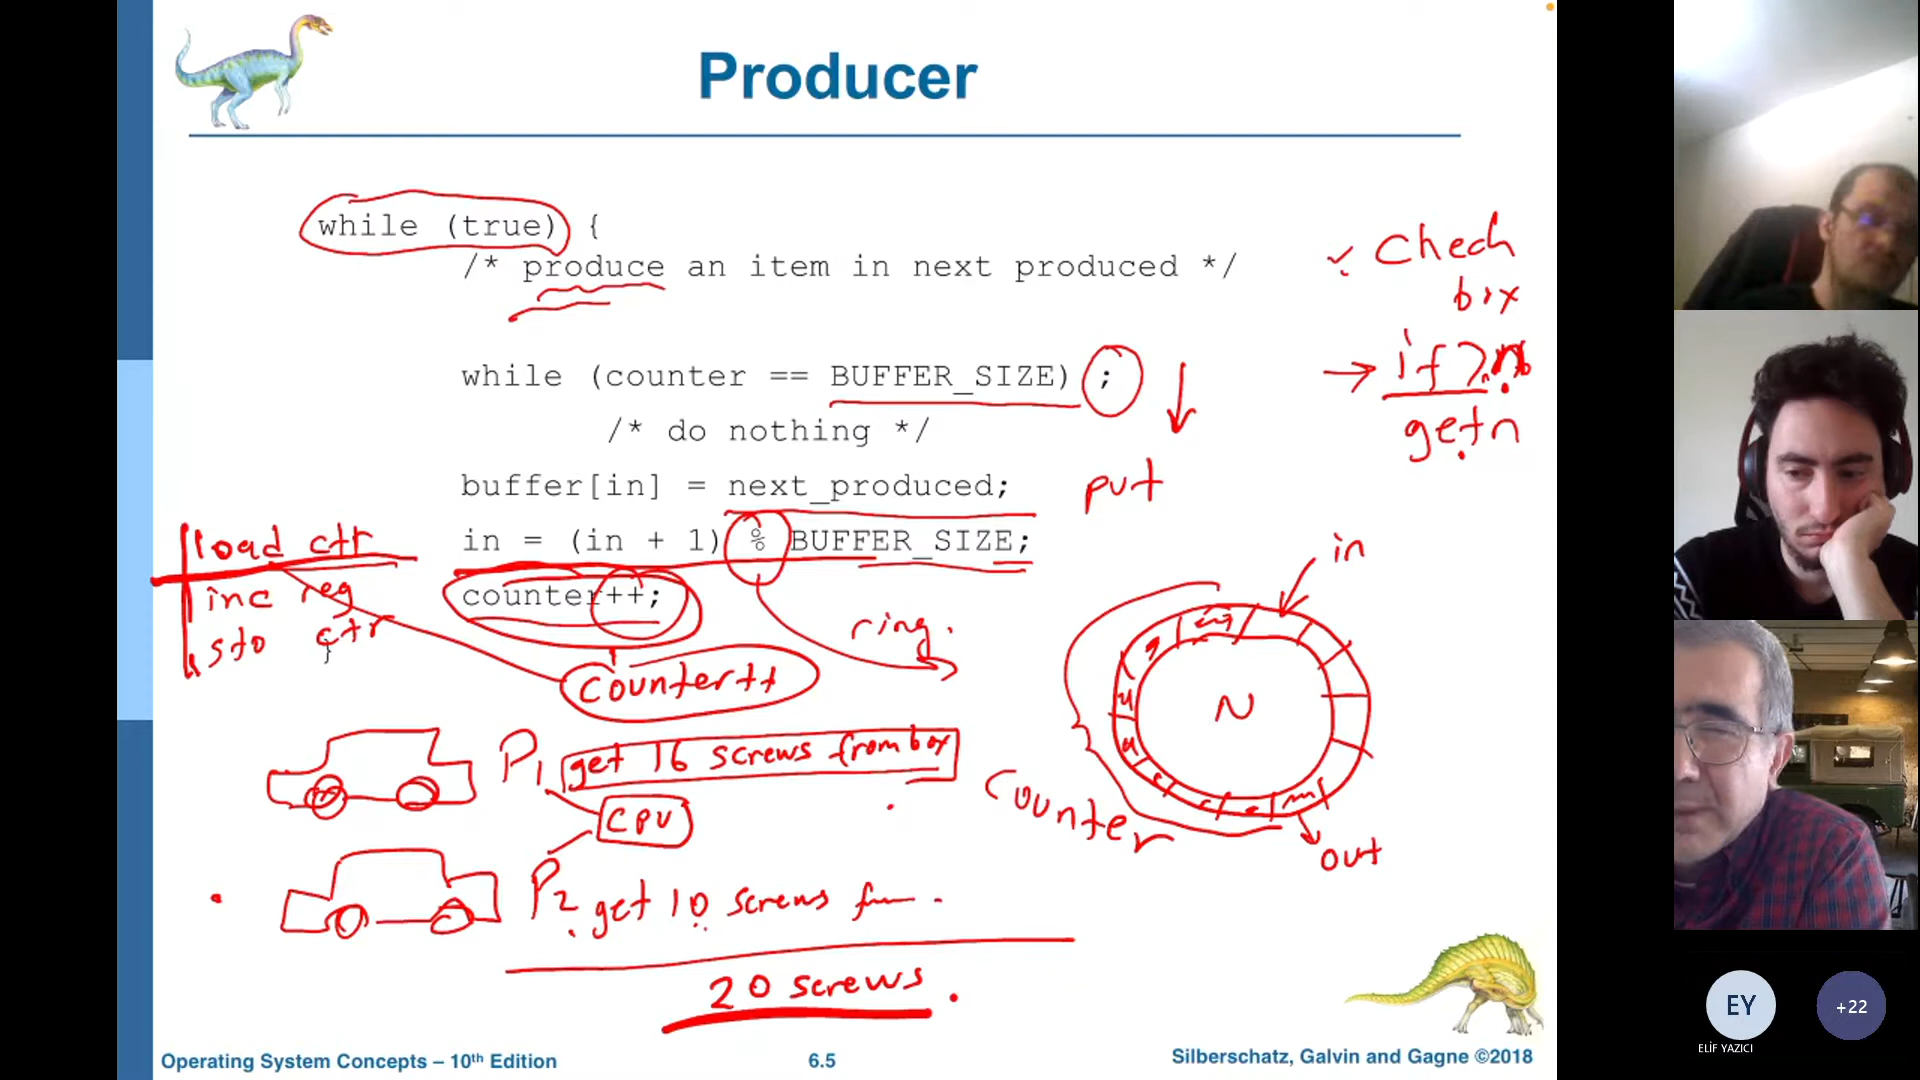 Producer
while (true) {
/* produce an item in next produced */
while (counter == BUFFER_SIZE) ;
/* do nothing */
buffer[in] = next_produced;
in = (in + 1) % BUFFER_SIZE;
counter++;
}
✓ Chech
box
→ if
getn
put
load ctr
inc reg
sto ctr
counter++
ring.
in
N
out
Counter
P1 get 16 screws from box
CPU
P2 get 10 screws
20 screws.
Operating System Concepts – 10th Edition
6.5
Silberschatz, Galvin and Gagne ©2018
EY
ELİF YAZICI
+22